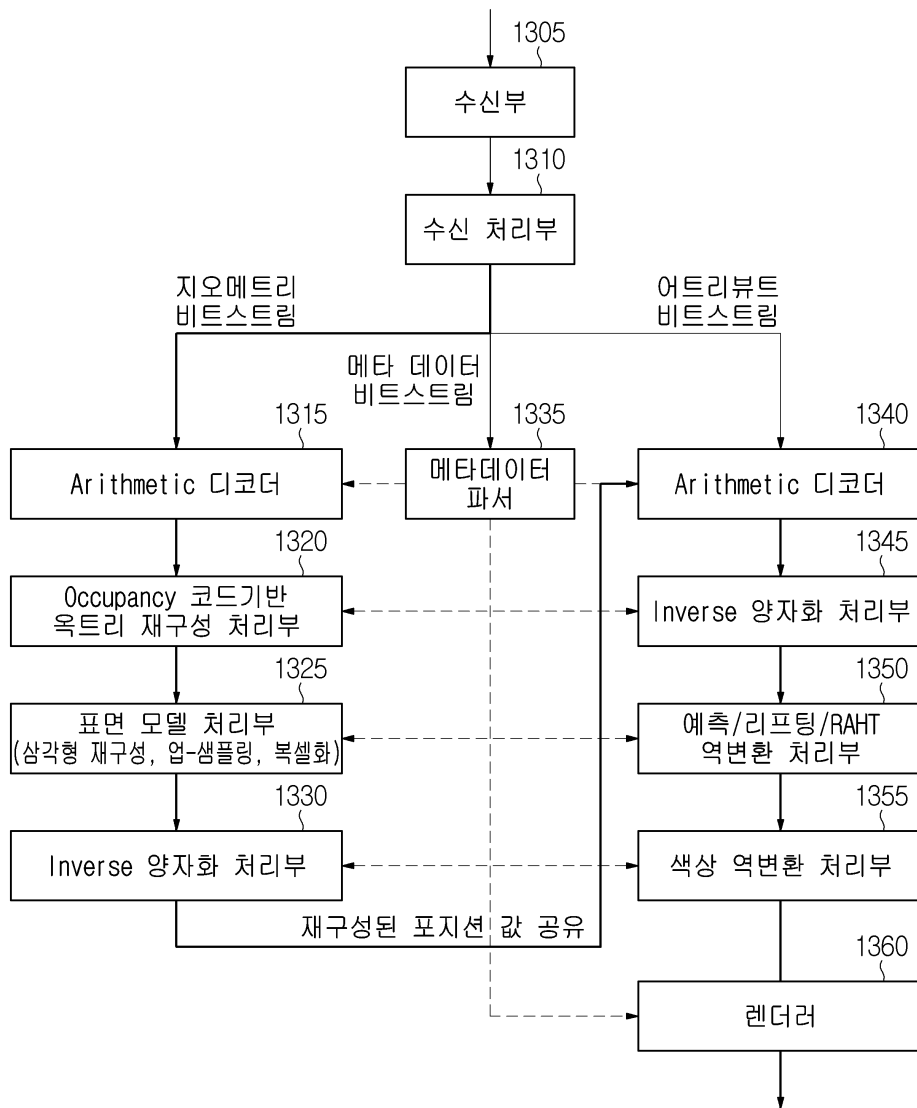 1305
수신부
1310
수신 처리부
지오메트리
비트스트림
어트리뷰트
비트스트림
메타 데이터
비트스트림
1315
Arithmetic 디코더
1335
메타데이터
파서
1340
Arithmetic 디코더
1320
Occupancy 코드기반
옥트리 재구성 처리부
1345
Inverse 양자화 처리부
1325
표면 모델 처리부
(삼각형 재구성, 업-샘플링, 복셀화)
1350
예측/리프팅/RAHT
역변환 처리부
1330
Inverse 양자화 처리부
1355
색상 역변환 처리부
재구성된 포지션 값 공유
1360
렌더러